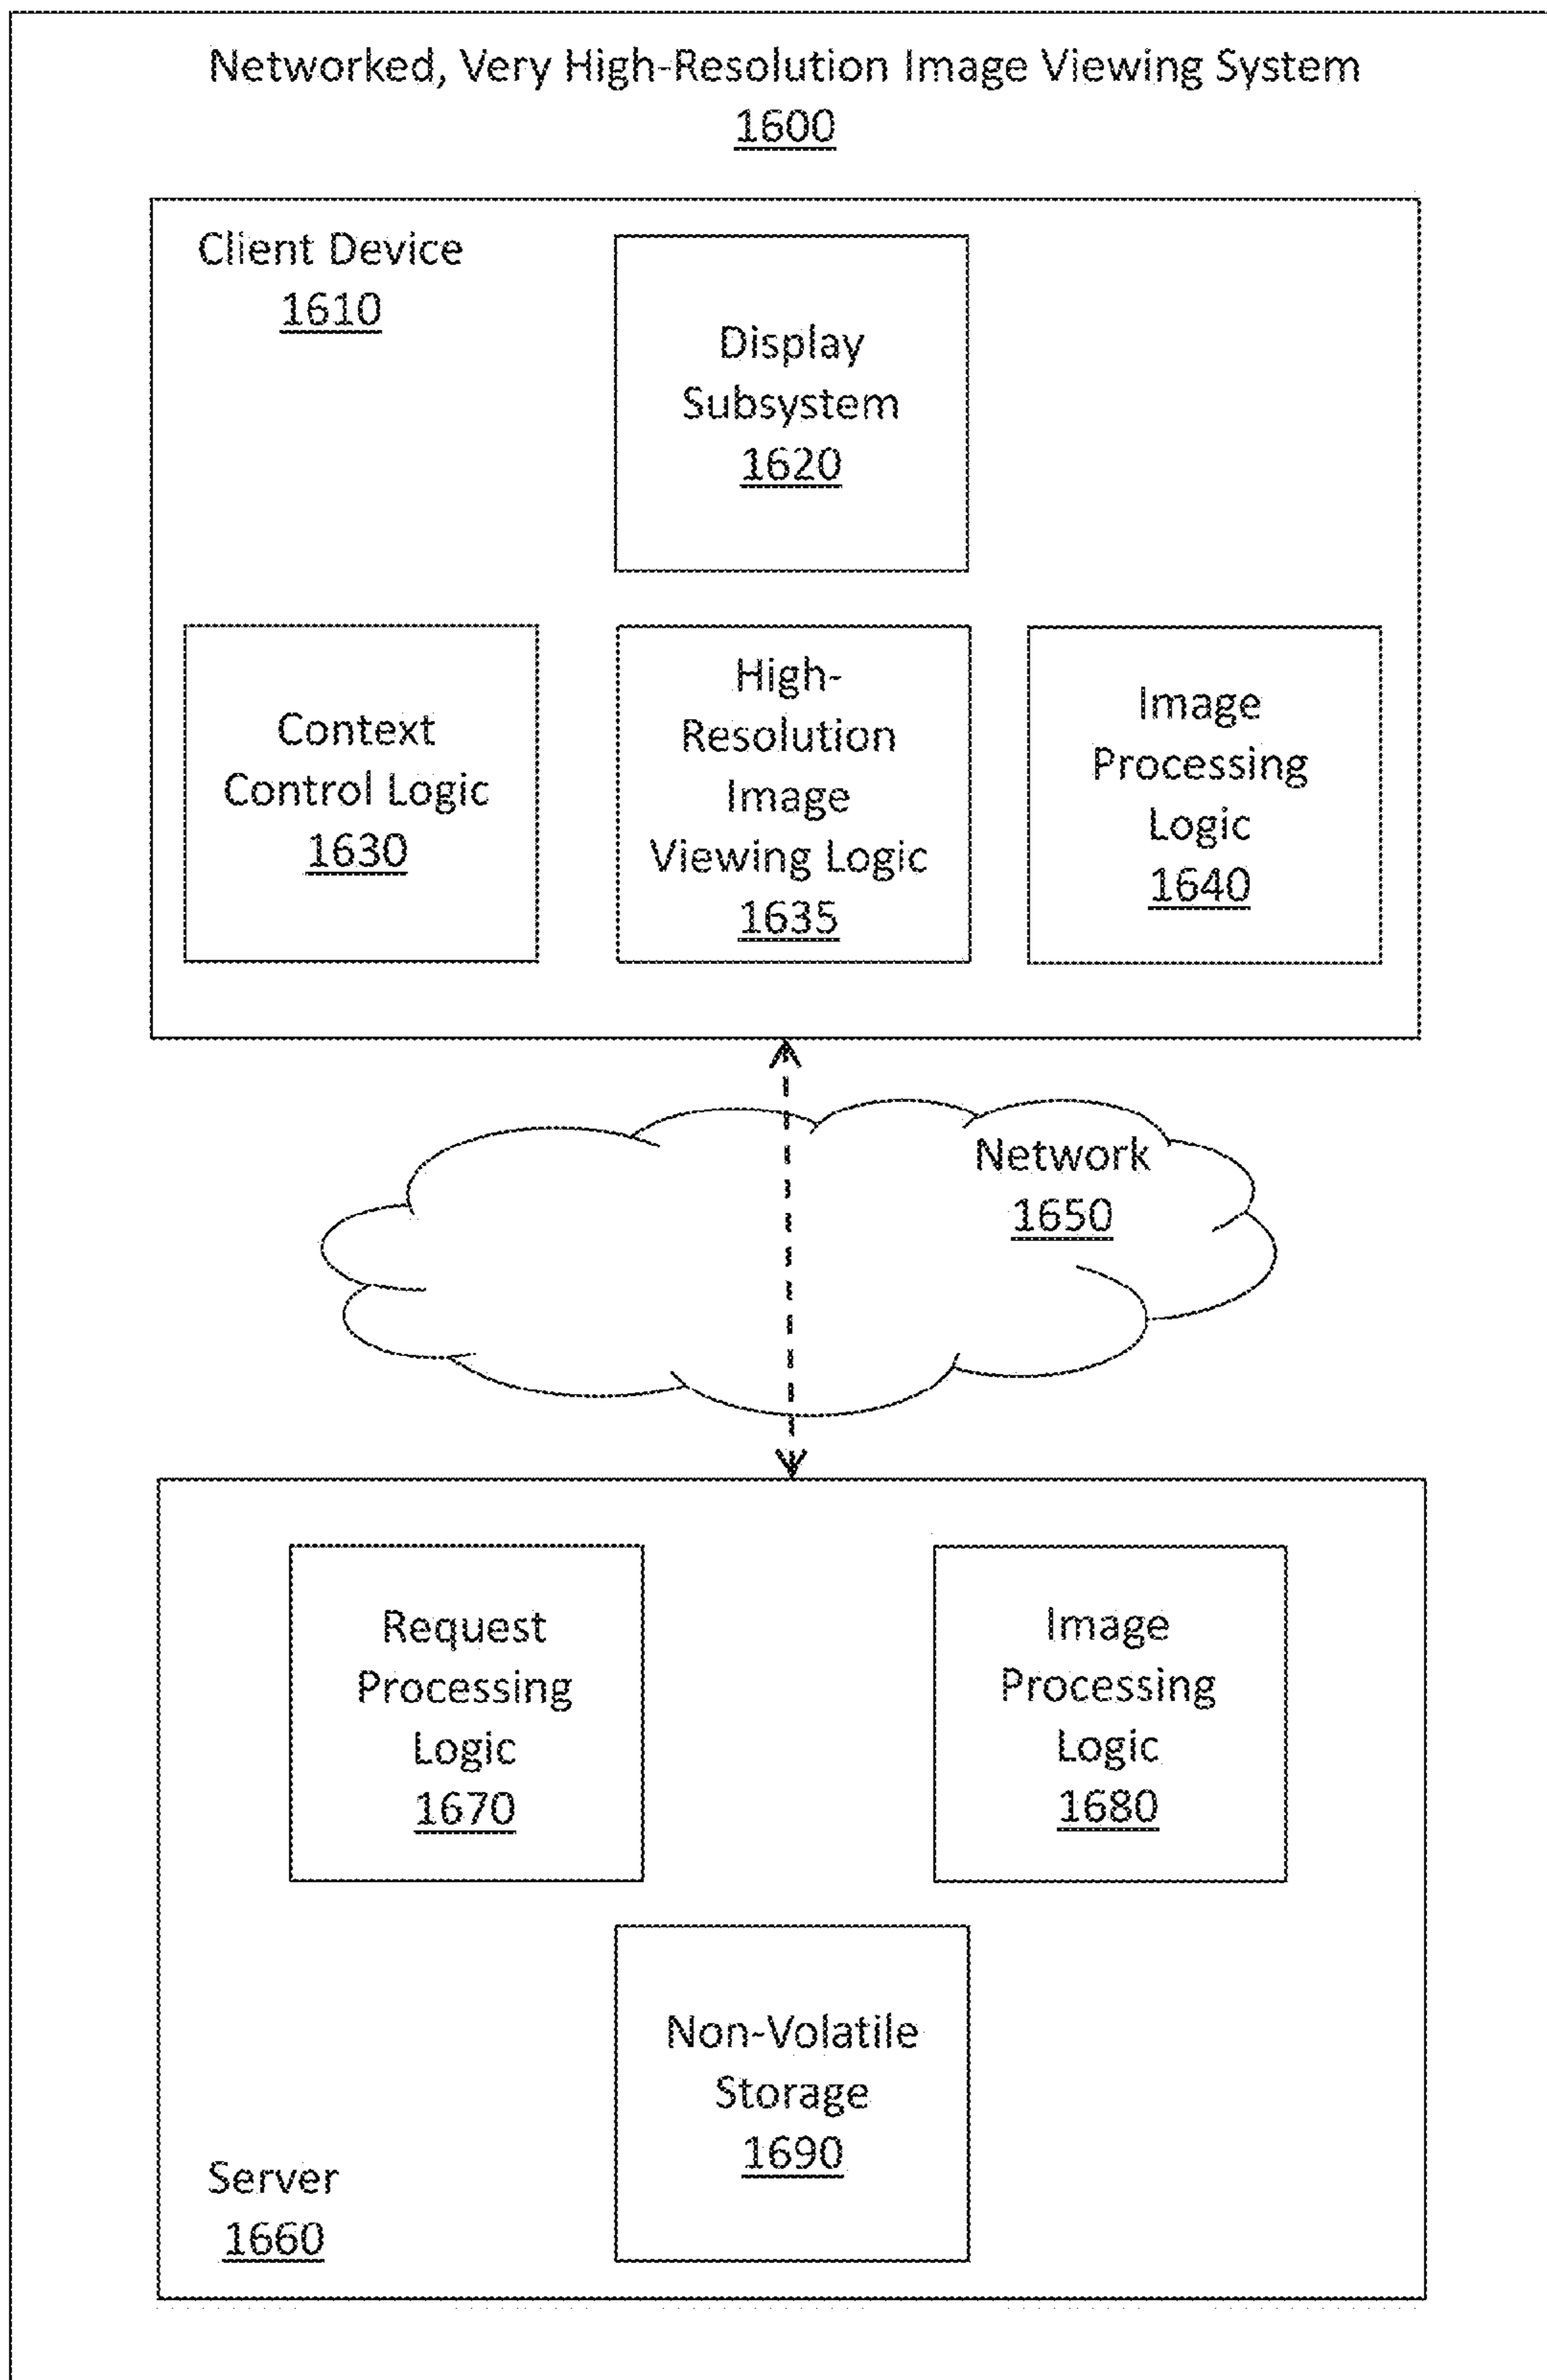 Networked, Very High-Resolution Image Viewing System
1600
Client Device
1610
Display
Subsystem
1620
Context
Control Logic
1630
High-
Resolution
Image
Viewing Logic
1635
Image
Processing
Logic
1640
Network
1650
Request
Processing
Logic
1670
Image
Processing
Logic
1680
Non-Volatile
Storage
1690
Server
1660